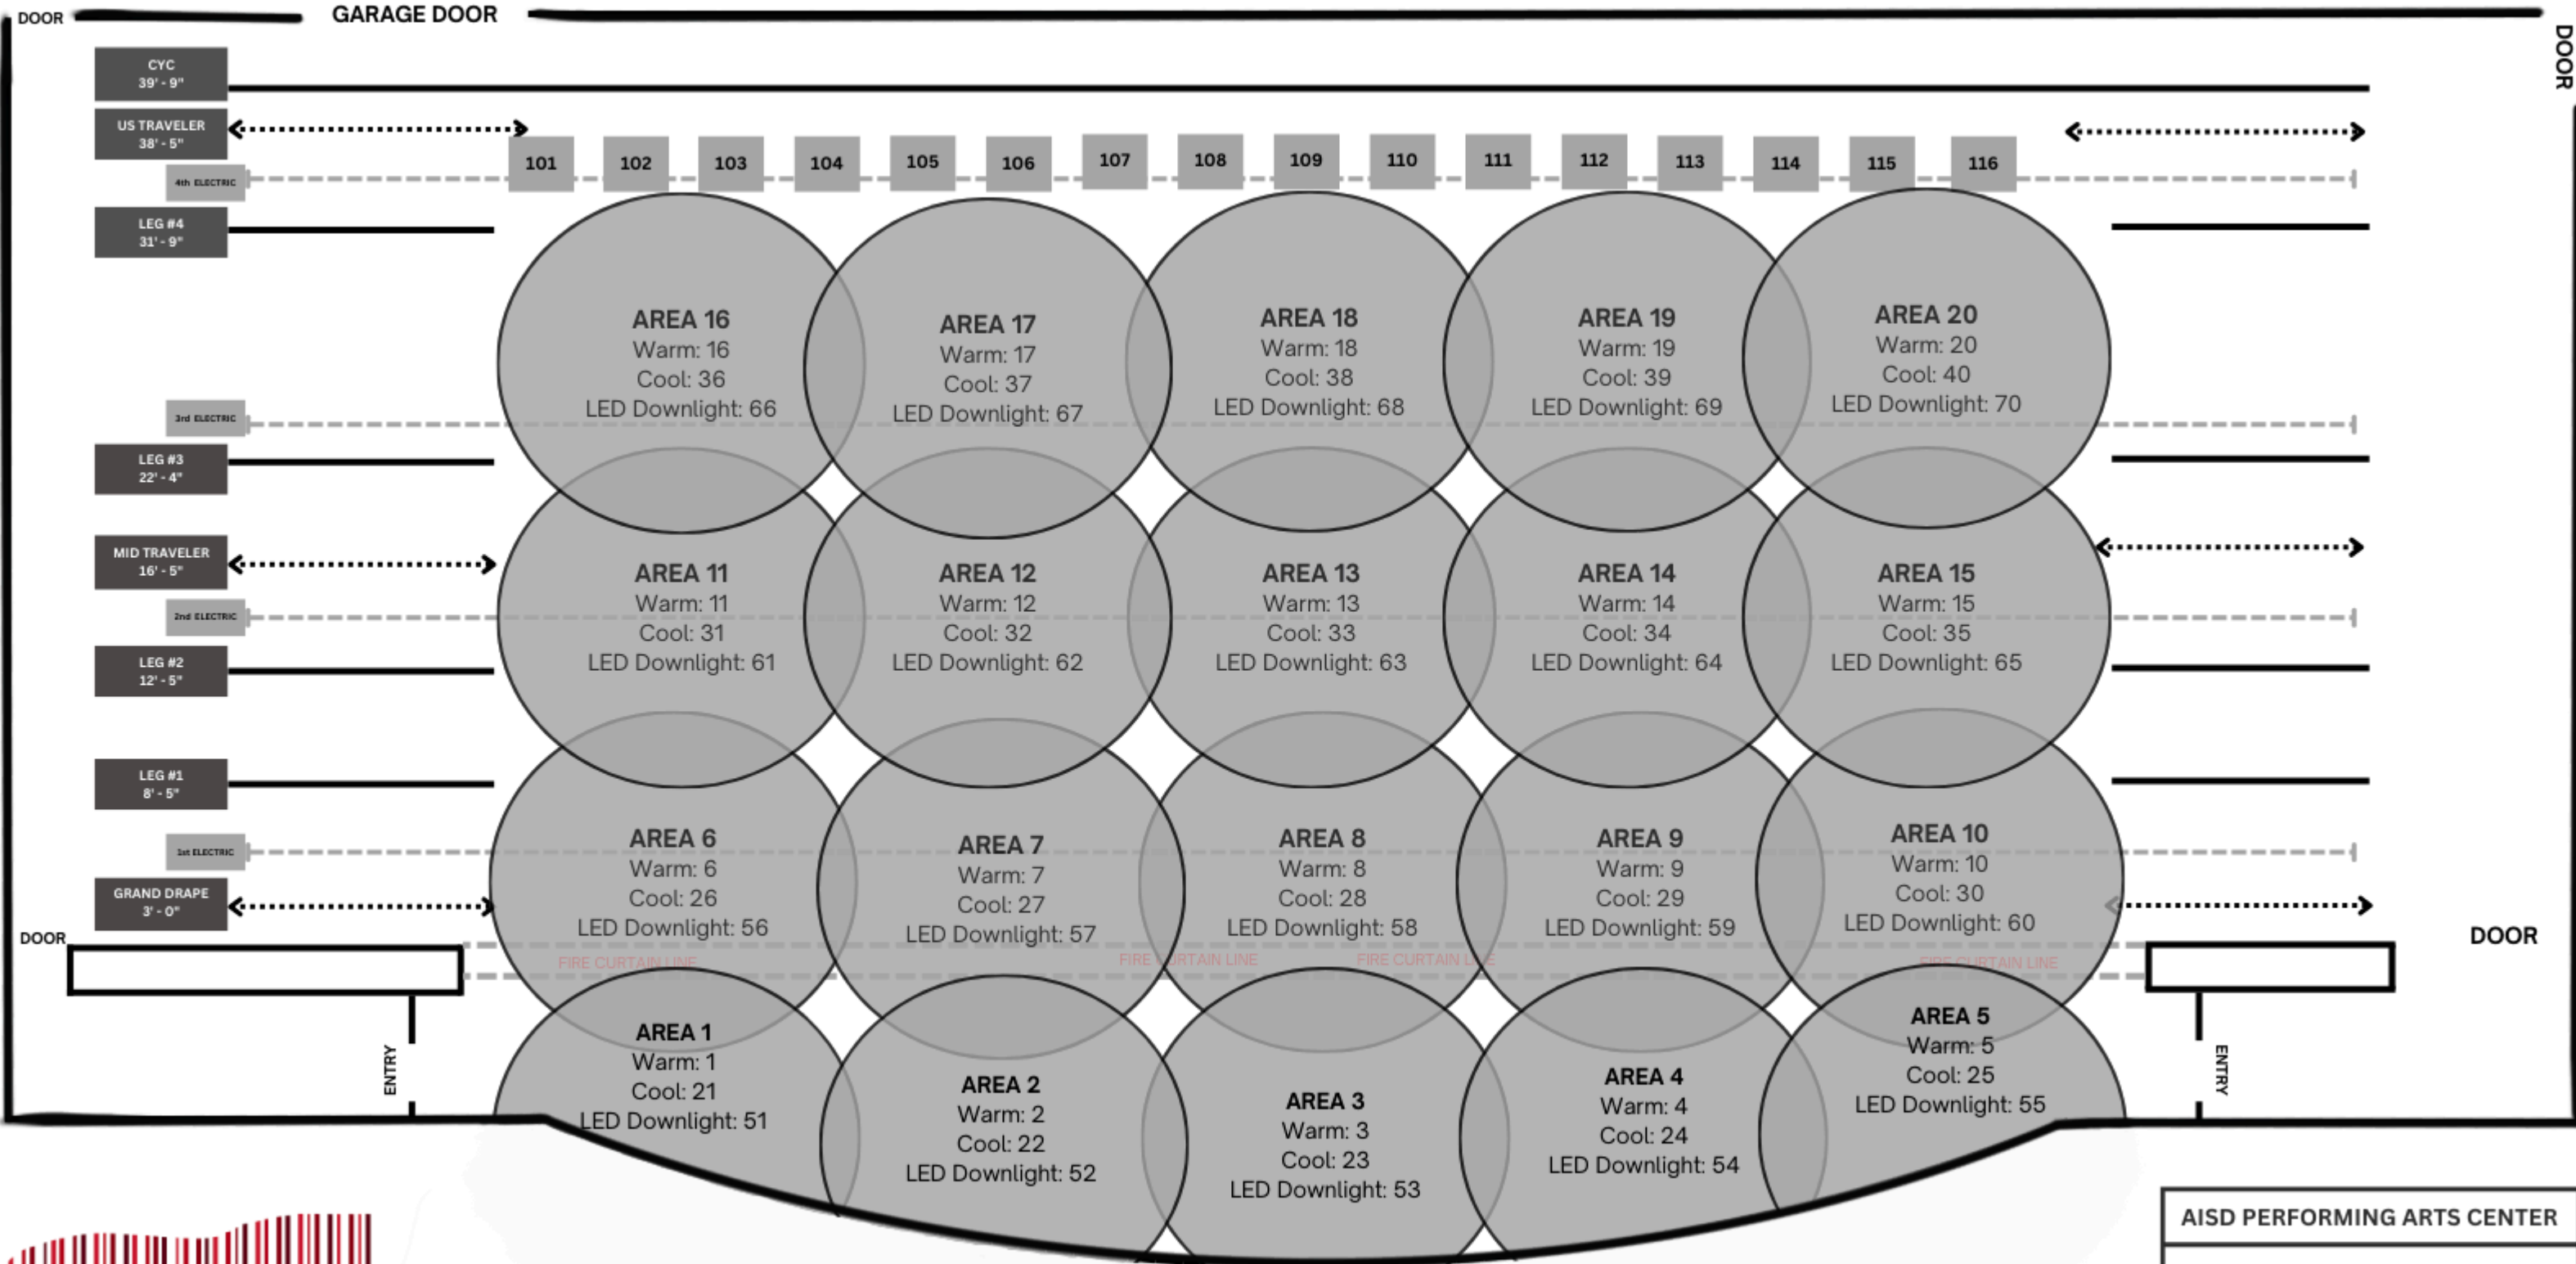 DOOR
GARAGE DOOR
DOOR
CYC
39' - 9"
US TRAVELER
38' - 5"
4th ELECTRIC
101
102
103
104
105
106
107
108
109
110
111
112
113
114
115
116
LEG #4
31' - 9"
AREA 16
Warm: 16
Cool: 36
LED Downlight: 66
AREA 17
Warm: 17
Cool: 37
LED Downlight: 67
AREA 18
Warm: 18
Cool: 38
LED Downlight: 68
AREA 19
Warm: 19
Cool: 39
LED Downlight: 69
AREA 20
Warm: 20
Cool: 40
LED Downlight: 70
3rd ELECTRIC
LEG #3
22' - 4"
MID TRAVELER
16' - 5"
2nd ELECTRIC
LEG #2
12' - 5"
AREA 11
Warm: 11
Cool: 31
LED Downlight: 61
AREA 12
Warm: 12
Cool: 32
LED Downlight: 62
AREA 13
Warm: 13
Cool: 33
LED Downlight: 63
AREA 14
Warm: 14
Cool: 34
LED Downlight: 64
AREA 15
Warm: 15
Cool: 35
LED Downlight: 65
LEG #1
8' - 5"
1st ELECTRIC
GRAND DRAPE
3' - 0"
AREA 6
Warm: 6
Cool: 26
LED Downlight: 56
AREA 7
Warm: 7
Cool: 27
LED Downlight: 57
AREA 8
Warm: 8
Cool: 28
LED Downlight: 58
AREA 9
Warm: 9
Cool: 29
LED Downlight: 59
AREA 10
Warm: 10
Cool: 30
LED Downlight: 60
DOOR
DOOR
FIRE CURTAIN LINE
FIRE CURTAIN LINE
FIRE CURTAIN LINE
FIRE CURTAIN LINE
ENTRY
AREA 1
Warm: 1
Cool: 21
LED Downlight: 51
AREA 2
Warm: 2
Cool: 22
LED Downlight: 52
AREA 3
Warm: 3
Cool: 23
LED Downlight: 53
AREA 4
Warm: 4
Cool: 24
LED Downlight: 54
AREA 5
Warm: 5
Cool: 25
LED Downlight: 55
ENTRY
AISD PERFORMING ARTS CENTER